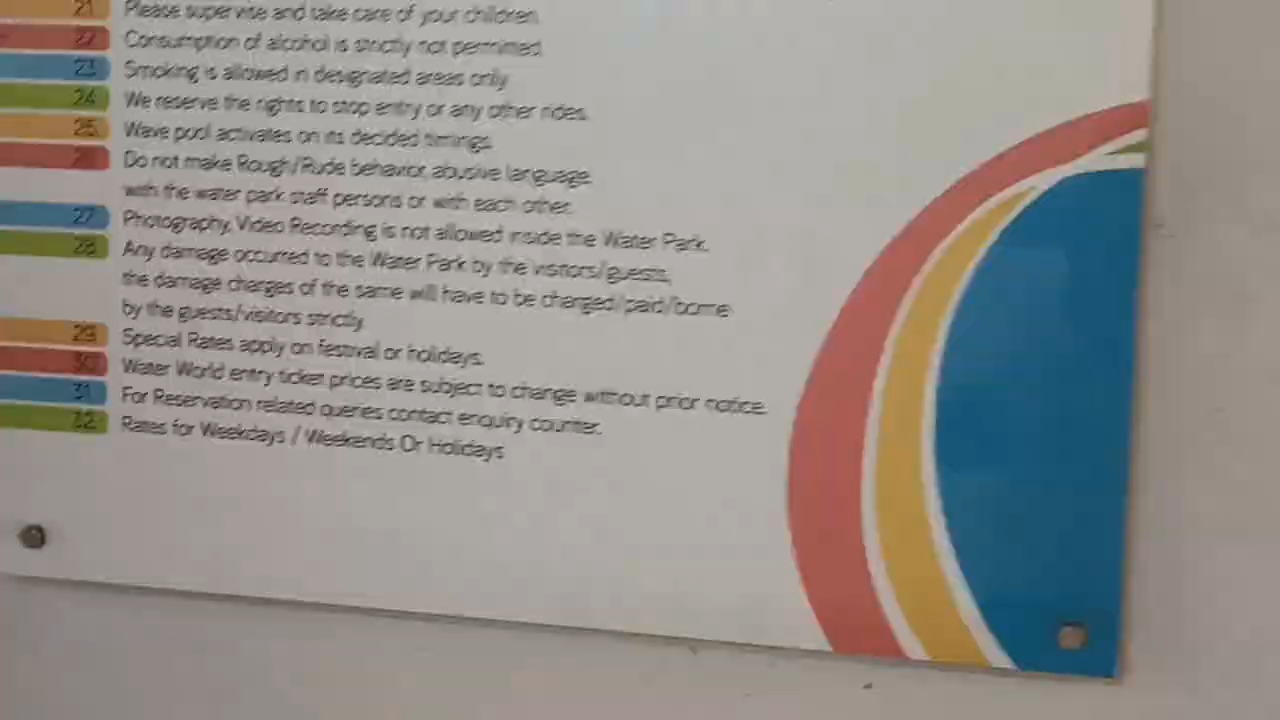 21 Please supervise and take care of your children.
22 Consumption of alcohol is strictly not permitted.
23 Smoking is allowed in designated areas only.
24 We reserve the rights to stop entry or any other rides.
25 Wave pool activates on its decided timings.
26 Do not make Rough/Rude behavior, abusive language
with the water park staff persons or with each other.
27 Photography, Video Recording is not allowed inside the Water Park.
28 Any damage occurred to the Water Park by the visitors/guests,
the damage charges of the same will have to be charged/paid/borne
by the guests/visitors strictly.
29 Special Rates apply on festival or holidays.
30 Water World entry ticket prices are subject to change without prior notice.
31 For Reservation related queries contact enquiry counter.
32 Rates for Weekdays / Weekends Or Holidays